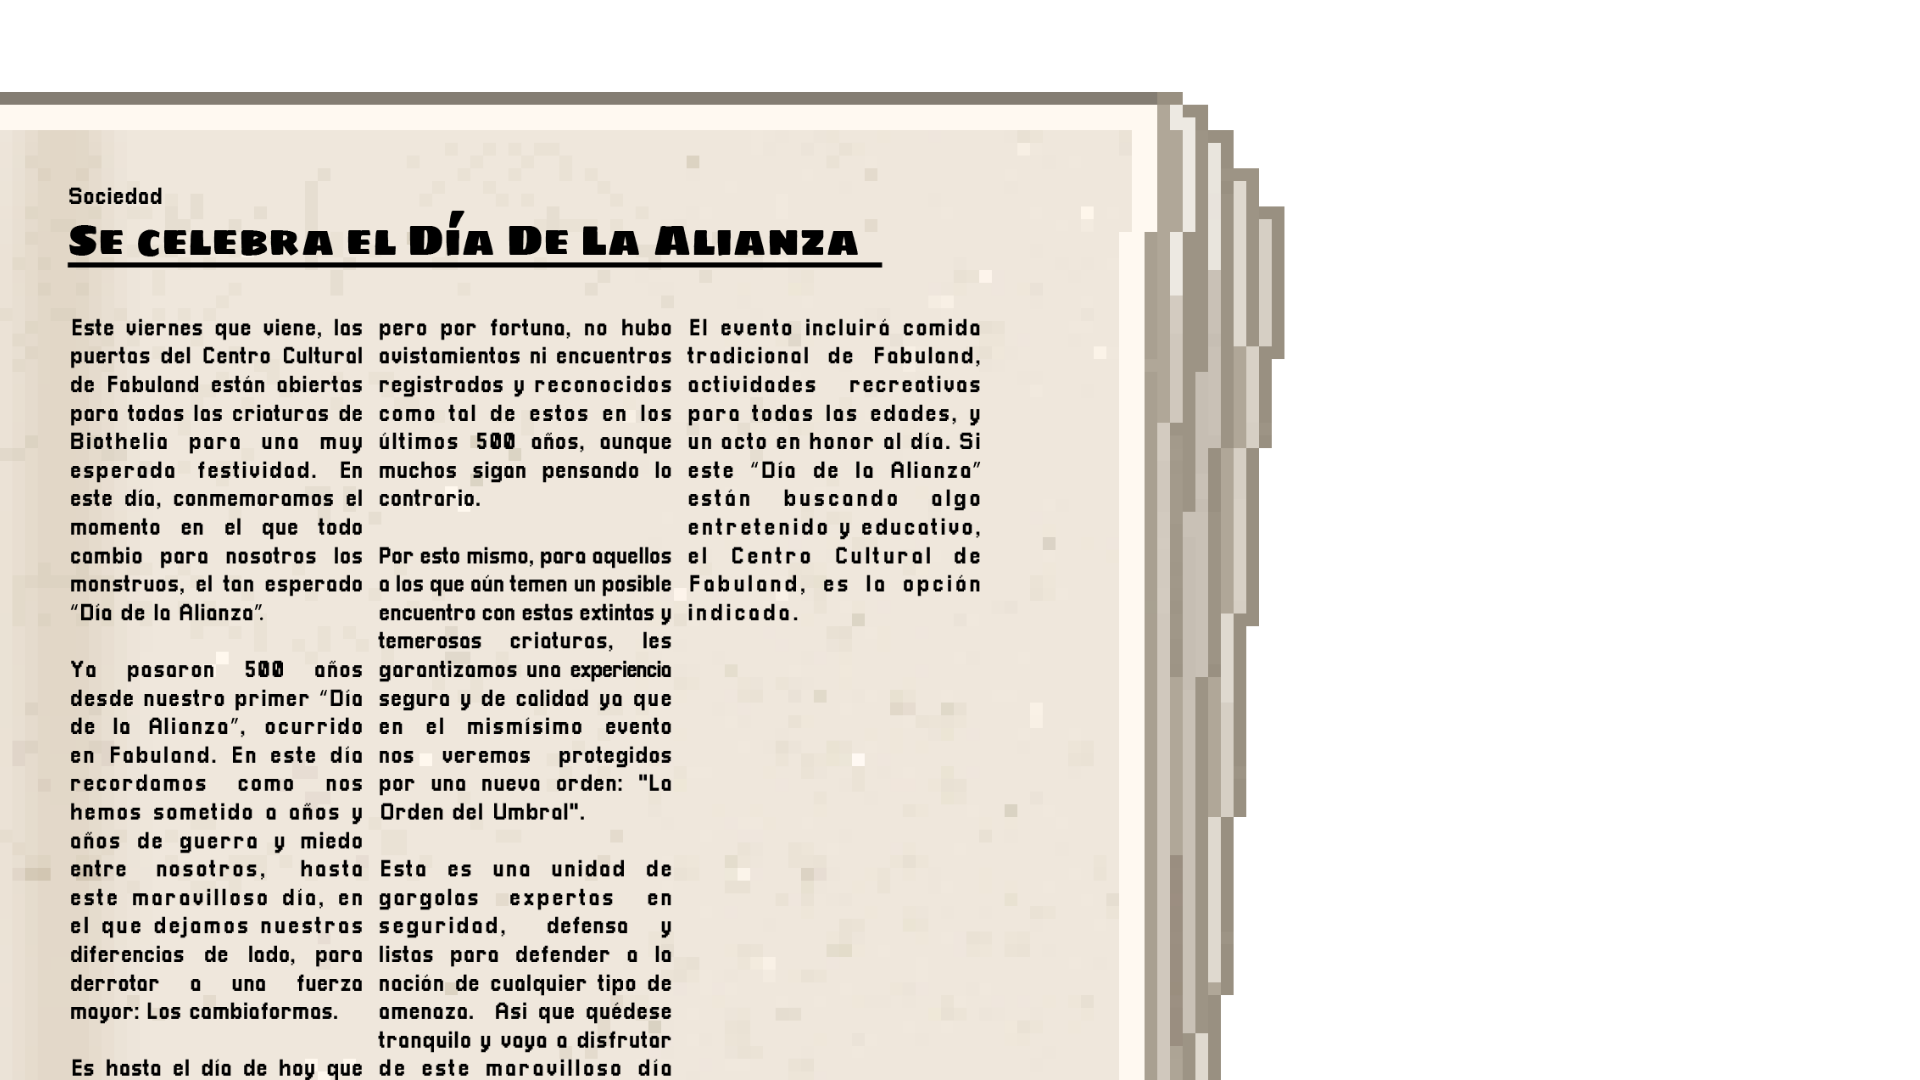 Sociedad
Se celebra el Día De La Alianza
Este viernes que viene, las
puertas del Centro Cultural
de Fabuland están abiertas
para todas las criaturas de
Biothelia para una muy
esperada festividad. En
este día, conmemoramos el
momento en el que todo
cambio para nosotros los
monstruos, el tan esperado
“Día de la Alianza”.
Ya pasaron 500 años
desde nuestro primer “Día
de la Alianza”, ocurrido
en Fabuland. En este día
recordamos como nos
hemos sometido a años y
años de guerra y miedo
entre nosotros, hasta
este maravilloso día, en
el que dejamos nuestras
diferencias de lado, para
derrotar a una fuerza
mayor: Los cambiaformas.
Es hasta el día de hoy que
pero por fortuna, no hubo
avistamientos ni encuentros
registrados y reconocidos
como tal de estos en los
últimos 500 años, aunque
muchos sigan pensando lo
contrario.
Por esto mismo, para aquellos
a los que aún temen un posible
encuentro con estas extintas y
temerosas criaturas, les
garantizamos una experiencia
segura y de calidad ya que
en el mismísimo evento
nos veremos protegidos
por una nueva orden: "La
Orden del Umbral".
Esta es una unidad de
gargolas expertas en
seguridad, defensa y
listas para defender a la
nación de cualquier tipo de
amenaza. Asi que quédese
tranquilo y vaya a disfrutar
de este maravilloso día
El evento incluirá comida
tradicional de Fabuland,
actividades recreativas
para todas las edades, y
un acto en honor al día. Si
este “Día de la Alianza”
están buscando algo
entretenido y educativo,
el Centro Cultural de
Fabuland, es la opción
indicada.